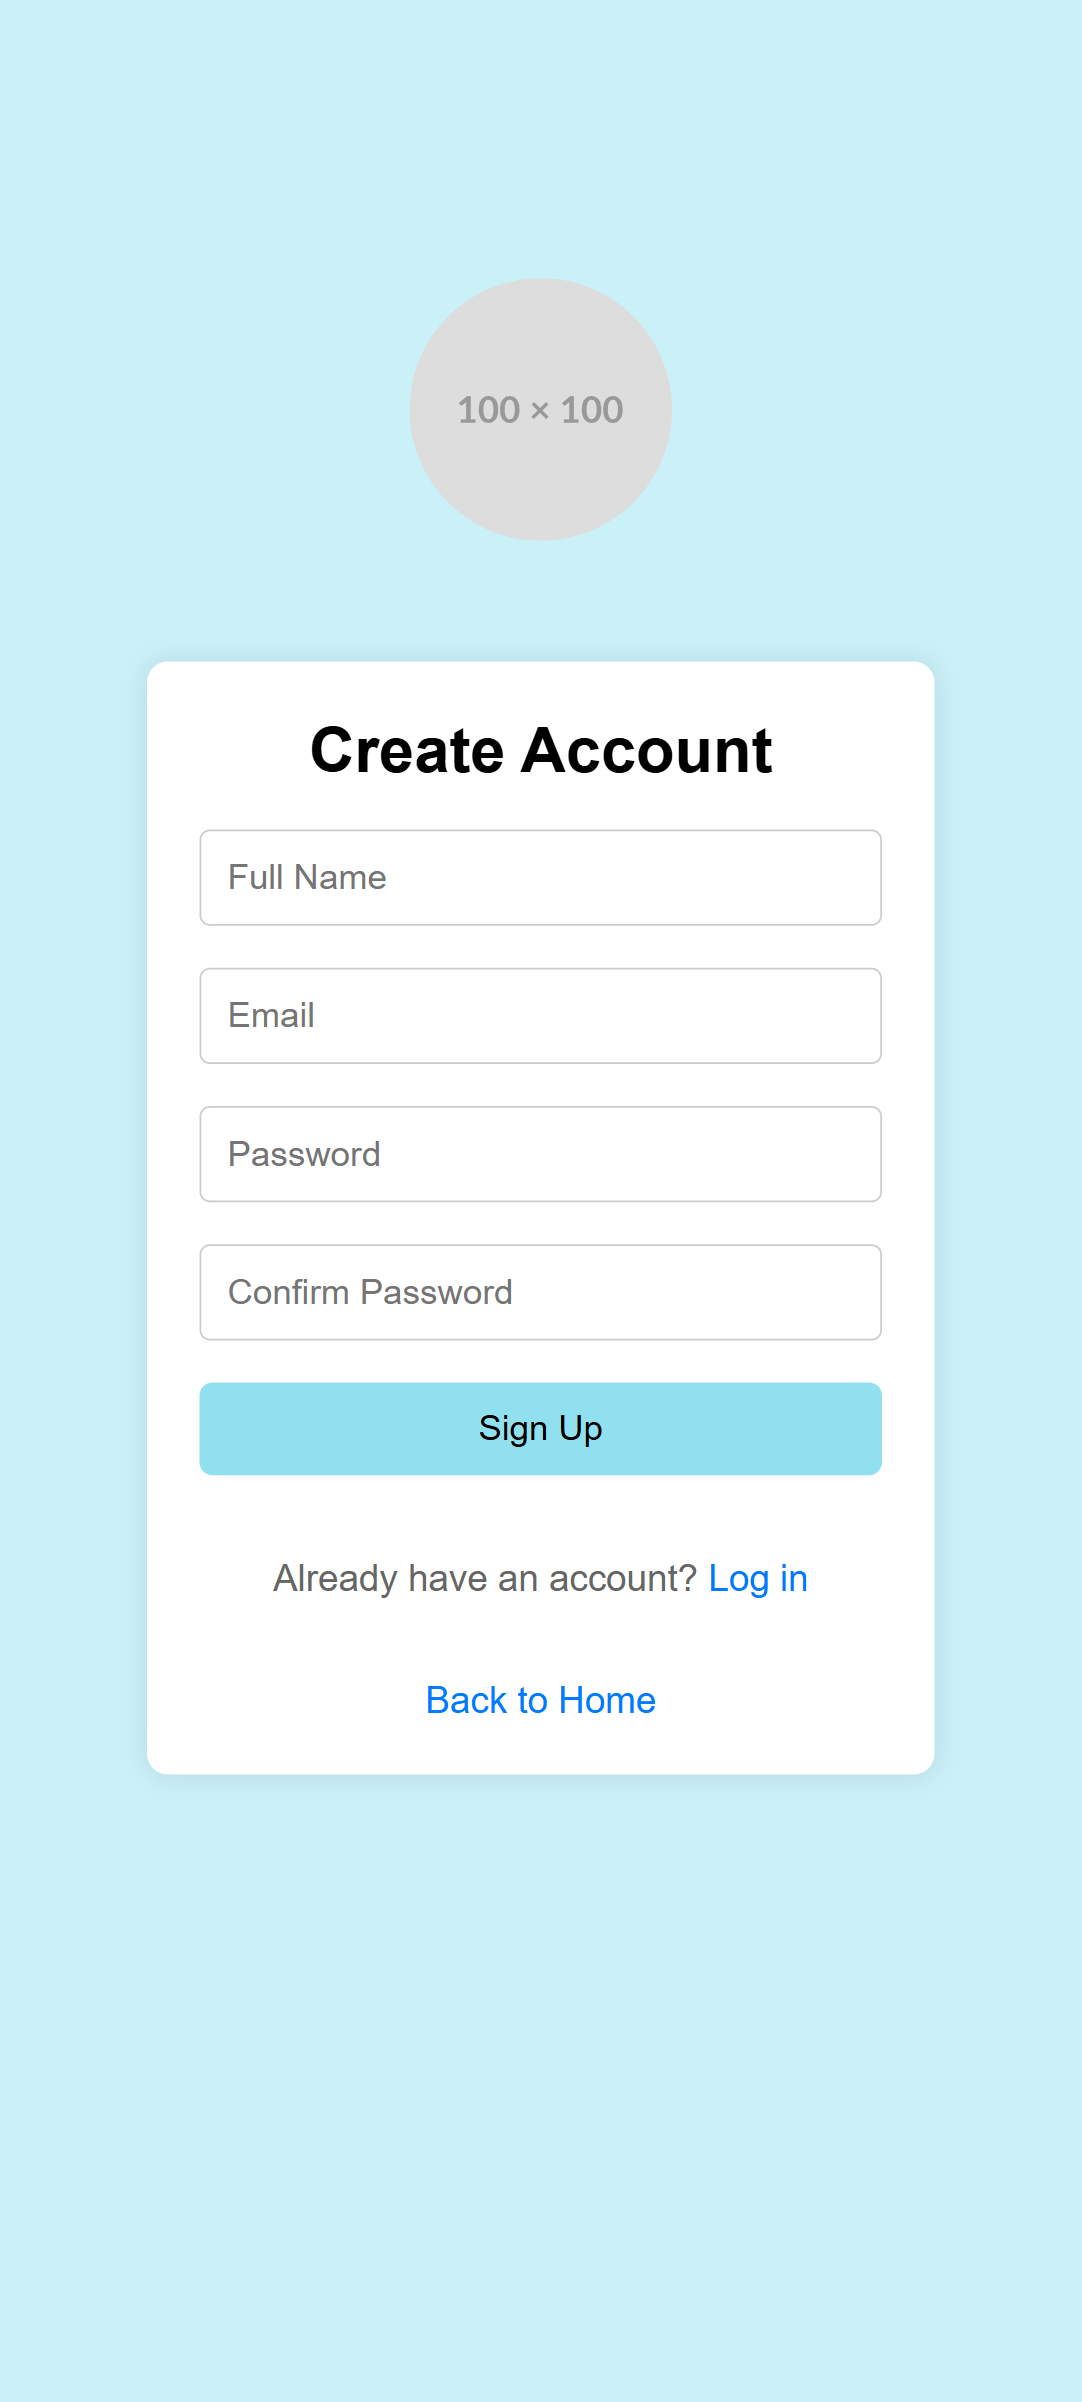 100 × 100
Create Account
Full Name
Email
Password
Confirm Password
Sign Up
Already have an account? Log in
Back to Home